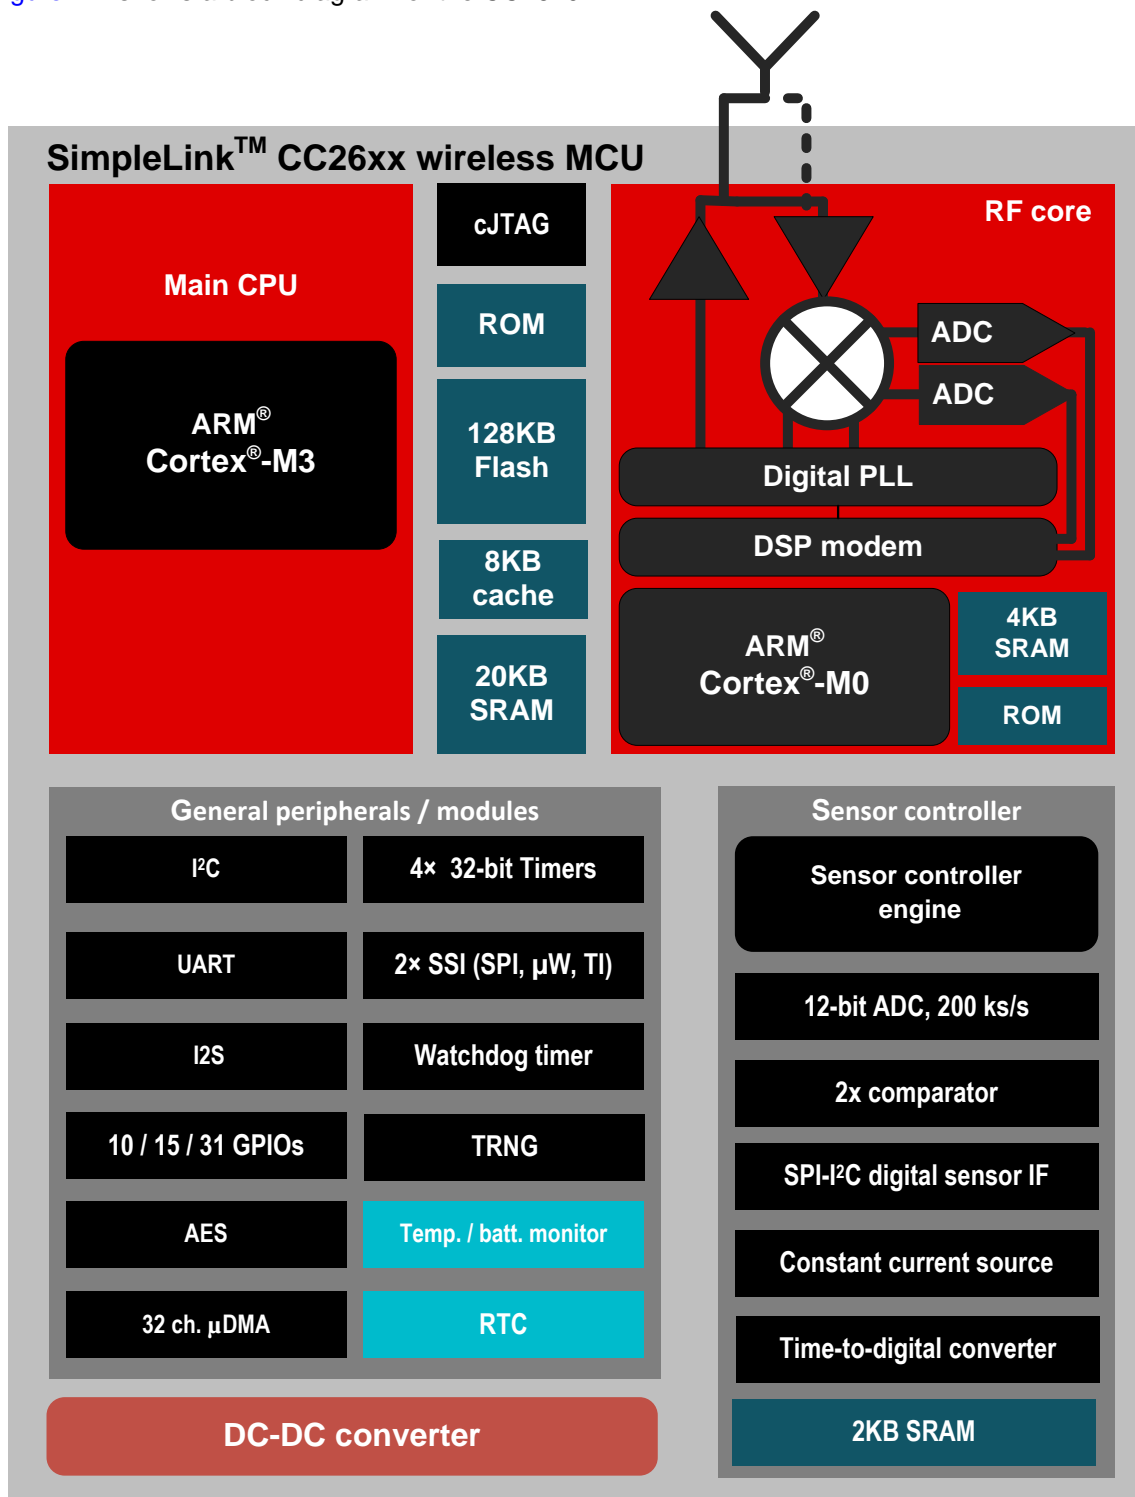 SimpleLink™ CC26xx wireless MCU
cJTAG
RF core
Main CPU
ROM
ADC
ADC
ARM®
Cortex®-M3
128KB
Flash
Digital PLL
DSP modem
8KB
cache
4KB
SRAM
ARM®
Cortex®-M0
20KB
SRAM
ROM
General peripherals / modules
I²C
4× 32-bit Timers
UART
2× SSI (SPI, µW, TI)
I2S
Watchdog timer
10 / 15 / 31 GPIOs
TRNG
AES
Temp. / batt. monitor
32 ch. µDMA
RTC
Sensor controller
Sensor controller
engine
12-bit ADC, 200 ks/s
2x comparator
SPI-I²C digital sensor IF
Constant current source
Time-to-digital converter
2KB SRAM
DC-DC converter